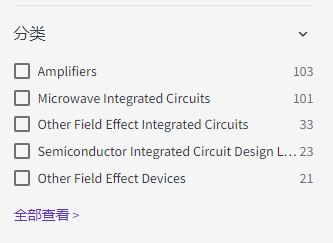 分类
Amplifiers 103
Microwave Integrated Circuits 101
Other Field Effect Integrated Circuits 33
Semiconductor Integrated Circuit Design L... 23
Other Field Effect Devices 21
全部查看 >